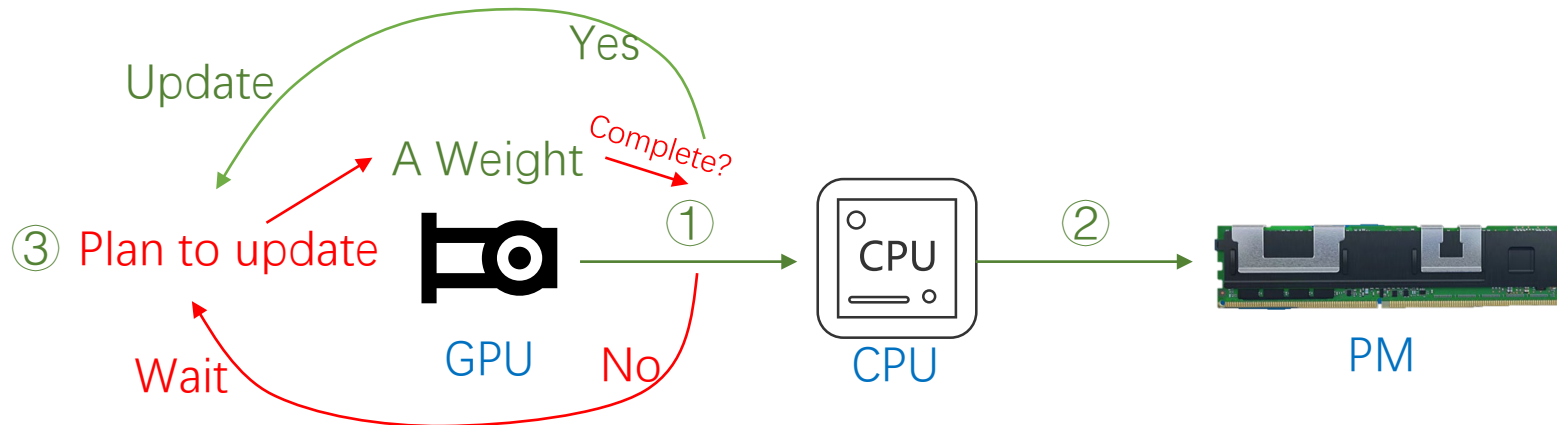 Yes
Update
Complete?
A Weight
①
②
③ Plan to update
CPU
GPU
No
Wait
CPU
PM